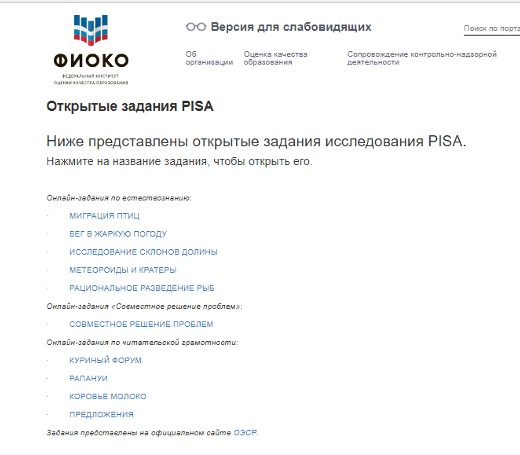 Версия для слабовидящих
Поиск по порта
ФИОКО
ФЕДЕРАЛЬНЫЙ ИНСТИТУТ
ОЦЕНКИ КАЧЕСТВА ОБРАЗОВАНИЯ
Об
организации
Оценка качества
образования
Сопровождение контрольно-надзорной
деятельности
Открытые задания PISA
Ниже представлены открытые задания исследования PISA.
Нажмите на название задания, чтобы открыть его.
Онлайн-задания по естествознанию:
· МИГРАЦИЯ ПТИЦ
· БЕГ В ЖАРКУЮ ПОГОДУ
· ИССЛЕДОВАНИЕ СКЛОНОВ ДОЛИНЫ
· МЕТЕОРОИДЫ И КРАТЕРЫ
· РАЦИОНАЛЬНОЕ РАЗВЕДЕНИЕ РЫБ
Онлайн-задания «Совместное решение проблем»:
· СОВМЕСТНОЕ РЕШЕНИЕ ПРОБЛЕМ
Онлайн-задания по читательской грамотности:
· КУРИНЫЙ ФОРУМ
· РАПАНУИ
· КОРОВЬЕ МОЛОКО
· ПРЕДЛОЖЕНИЯ
Задания представлены на официальном сайте ОЭСР.